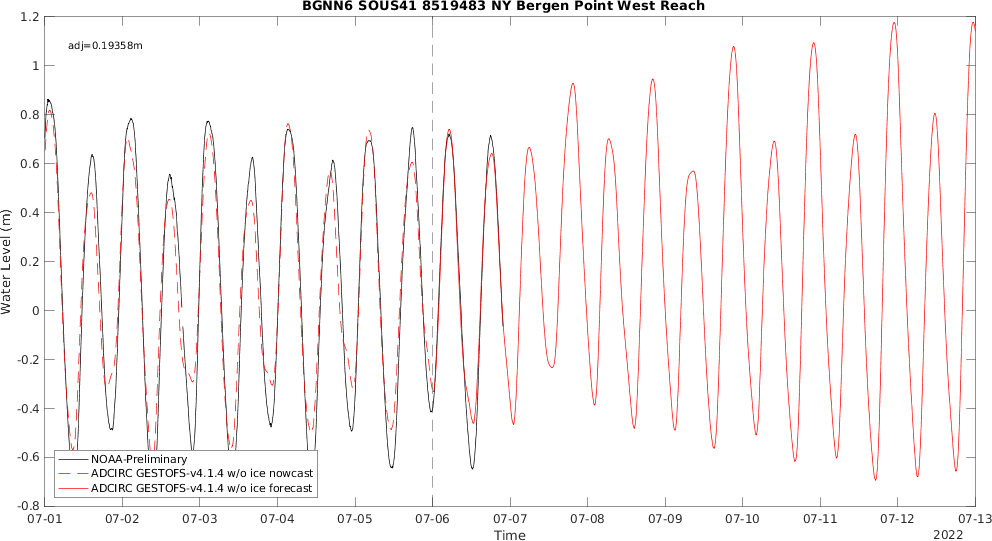 BGNN6 SOUS41 8519483 NY Bergen Point West Reach
adj=0.19358m
1.2
1
0.8
0.6
0.4
0.2
0
-0.2
-0.4
-0.6
-0.8
Water Level (m)
NOAA-Preliminary
ADCIRC GESTOFS-v4.1.4 w/o ice nowcast
ADCIRC GESTOFS-v4.1.4 w/o ice forecast
07-01 07-02 07-03 07-04 07-05 07-06 07-07 07-08 07-09 07-10 07-11 07-12 07-13
Time
2022